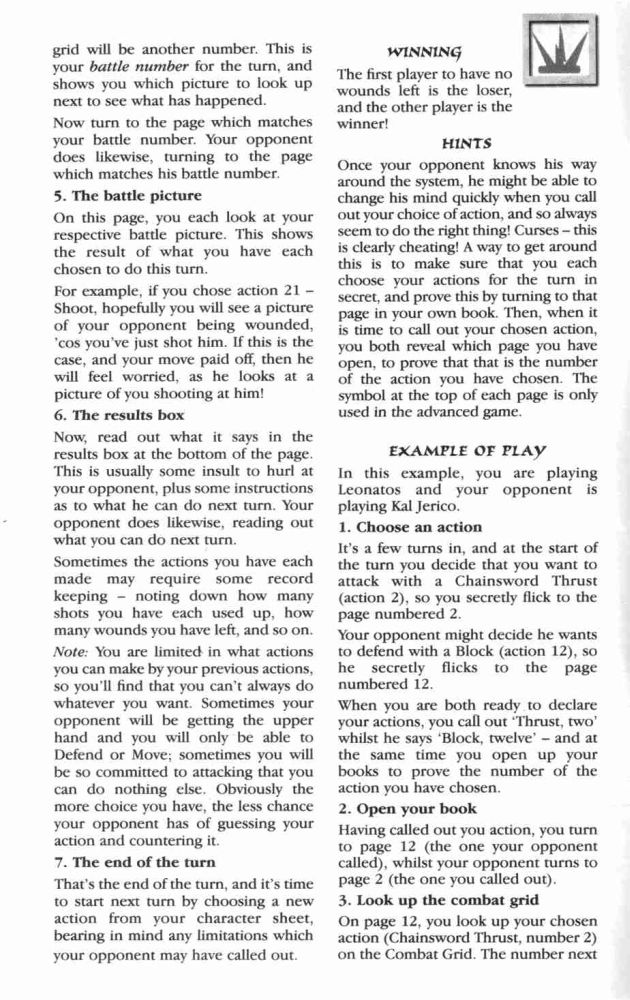 grid will be another number. This is
your battle number for the turn, and
shows you which picture to look up
next to see what has happened.
Now turn to the page which matches
your battle number. Your opponent
does likewise, turning to the page
which matches his battle number.
5. The battle picture
On this page, you each look at your
respective battle picture. This shows
the result of what you have each
chosen to do this turn.
For example, if you chose action 21 –
Shoot, hopefully you will see a picture
of your opponent being wounded,
'cos you've just shot him. If this is the
case, and your move paid off, then he
will feel worried, as he looks at a
picture of you shooting at him!
6. The results box
Now, read out what it says in the
results box at the bottom of the page.
This is usually some insult to hurl at
your opponent, plus some instructions
as to what he can do next turn. Your
opponent does likewise, reading out
what you can do next turn.
Sometimes the actions you have each
made may require some record
keeping – noting down how many
shots you have each used up, how
many wounds you have left, and so on.
Note: You are limited in what actions
you can make by your previous actions,
so you'll find that you can't always do
whatever you want. Sometimes your
opponent will be getting the upper
hand and you will only be able to
Defend or Move; sometimes you will
be so committed to attacking that you
can do nothing else. Obviously the
more choice you have, the less chance
your opponent has of guessing your
action and countering it.
7. The end of the turn
That's the end of the turn, and it's time
to start next turn by choosing a new
action from your character sheet,
bearing in mind any limitations which
your opponent may have called out.
WINNING
The first player to have no
wounds left is the loser,
and the other player is the
winner!
HINTS
Once your opponent knows his way
around the system, he might be able to
change his mind quickly when you call
out your choice of action, and so always
seem to do the right thing! Curses – this
is clearly cheating! A way to get around
this is to make sure that you each
choose your actions for the turn in
secret, and prove this by turning to that
page in your own book. Then, when it
is time to call out your chosen action,
you both reveal which page you have
open, to prove that that is the number
of the action you have chosen. The
symbol at the top of each page is only
used in the advanced game.
EXAMPLE OF PLAY
In this example, you are playing
Leonatos and your opponent is
playing Kal Jerico.
1. Choose an action
It's a few turns in, and at the start of
the turn you decide that you want to
attack with a Chainsword Thrust
(action 2), so you secretly flick to the
page numbered 2.
Your opponent might decide he wants
to defend with a Block (action 12), so
he secretly flicks to the page
numbered 12.
When you are both ready to declare
your actions, you call out 'Thrust, two'
whilst he says 'Block, twelve' – and at
the same time you open up your
books to prove the number of the
action you have chosen.
2. Open your book
Having called out you action, you turn
to page 12 (the one your opponent
called), whilst your opponent turns to
page 2 (the one you called out).
3. Look up the combat grid
On page 12, you look up your chosen
action (Chainsword Thrust, number 2)
on the Combat Grid. The number next